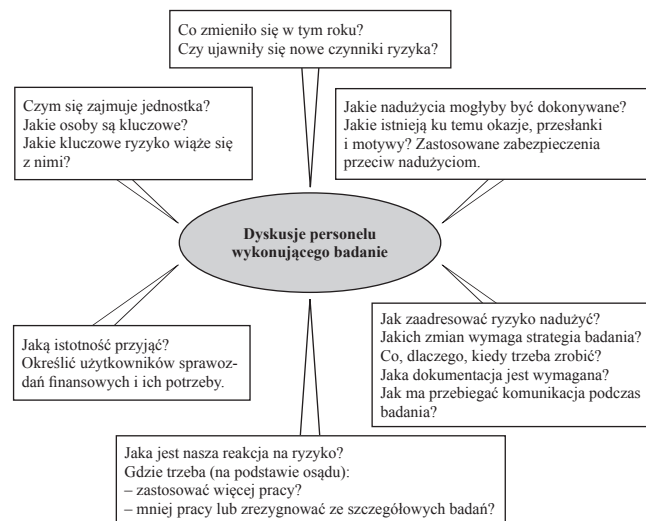 Co zmieniło się w tym roku?
Czy ujawniły się nowe czynniki ryzyka?
Czym się zajmuje jednostka?
Jakie osoby są kluczowe?
Jakie kluczowe ryzyko wiąże się
z nimi?
Jakie nadużycia mogłyby być dokonywane?
Jakie istnieją ku temu okazje, przesłanki
i motywy? Zastosowane zabezpieczenia
przeciw nadużyciom.
Dyskusje personelu
wykonującego badanie
Jaką istotność przyjąć?
Określić użytkowników sprawoz-
dań finansowych i ich potrzeby.
Jak zaadresować ryzyko nadużyć?
Jakich zmian wymaga strategia badania?
Co, dlaczego, kiedy trzeba zrobić?
Jaka dokumentacja jest wymagana?
Jak ma przebiegać komunikacja podczas
badania?
Jaka jest nasza reakcja na ryzyko?
Gdzie trzeba (na podstawie osądu):
– zastosować więcej pracy?
– mniej pracy lub zrezygnować ze szczegółowych badań?